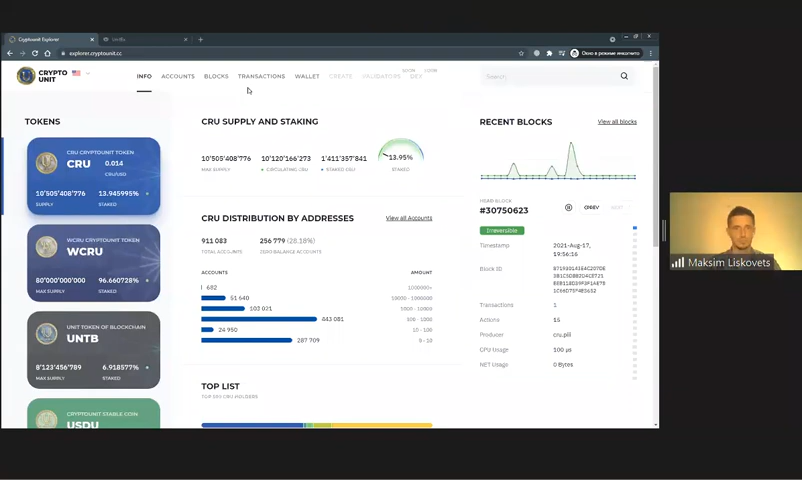 Cryptounit Explorer
UntBs
explorer.cryptounit.cc
Окно в режиме инкогнито
CRYPTO
UNIT
INFO
ACCOUNTS
BLOCKS
TRANSACTIONS
WALLET
CREATE
VALIDATORS
SOON
DEV
SOON
Search...
TOKENS
CRU CRYPTOUNIT TOKEN
CRU
0.014
CRU/USD
10'505'408'776
13.945995%
SUPPLY
STAKED
WCRU CRYPTOUNIT TOKEN
WCRU
80'000'000'000
96.660728%
MAX SUPPLY
STAKED
UNIT TOKEN OF BLOCKCHAIN
UNTB
8'123'456'789
6.918577%
MAX SUPPLY
STAKED
CRYPTOUNIT STABLE COIN
USDU
CRU SUPPLY AND STAKING
10'505'408'776
10'120'166'273
1'411'357'841
13.95%
MAX SUPPLY
CIRCULATING CRU
STAKED CRU
STAKED
CRU DISTRIBUTION BY ADDRESSES
View all Accounts
911 083
256 779 (28.18%)
TOTAL ACCOUNTS
ZERO BALANCE ACCOUNTS
ACCOUNTS
AMOUNT
682
1000000+
51 640
10000 - 1000000
103 021
1000 - 10000
443 081
100 - 1000
24 950
10 - 100
287 709
0 - 10
TOP LIST
RECENT BLOCKS
View all blocks
HEAD BLOCK
#30750623
PREV
NEXT
Irreversible
Timestamp
2021-Aug-17,
19:56:16
Block ID
Transactions
1
Actions
15
Producer
cru.pill
CPU Usage
100 µs
NET Usage
0 Bytes
Maksim Liskovets